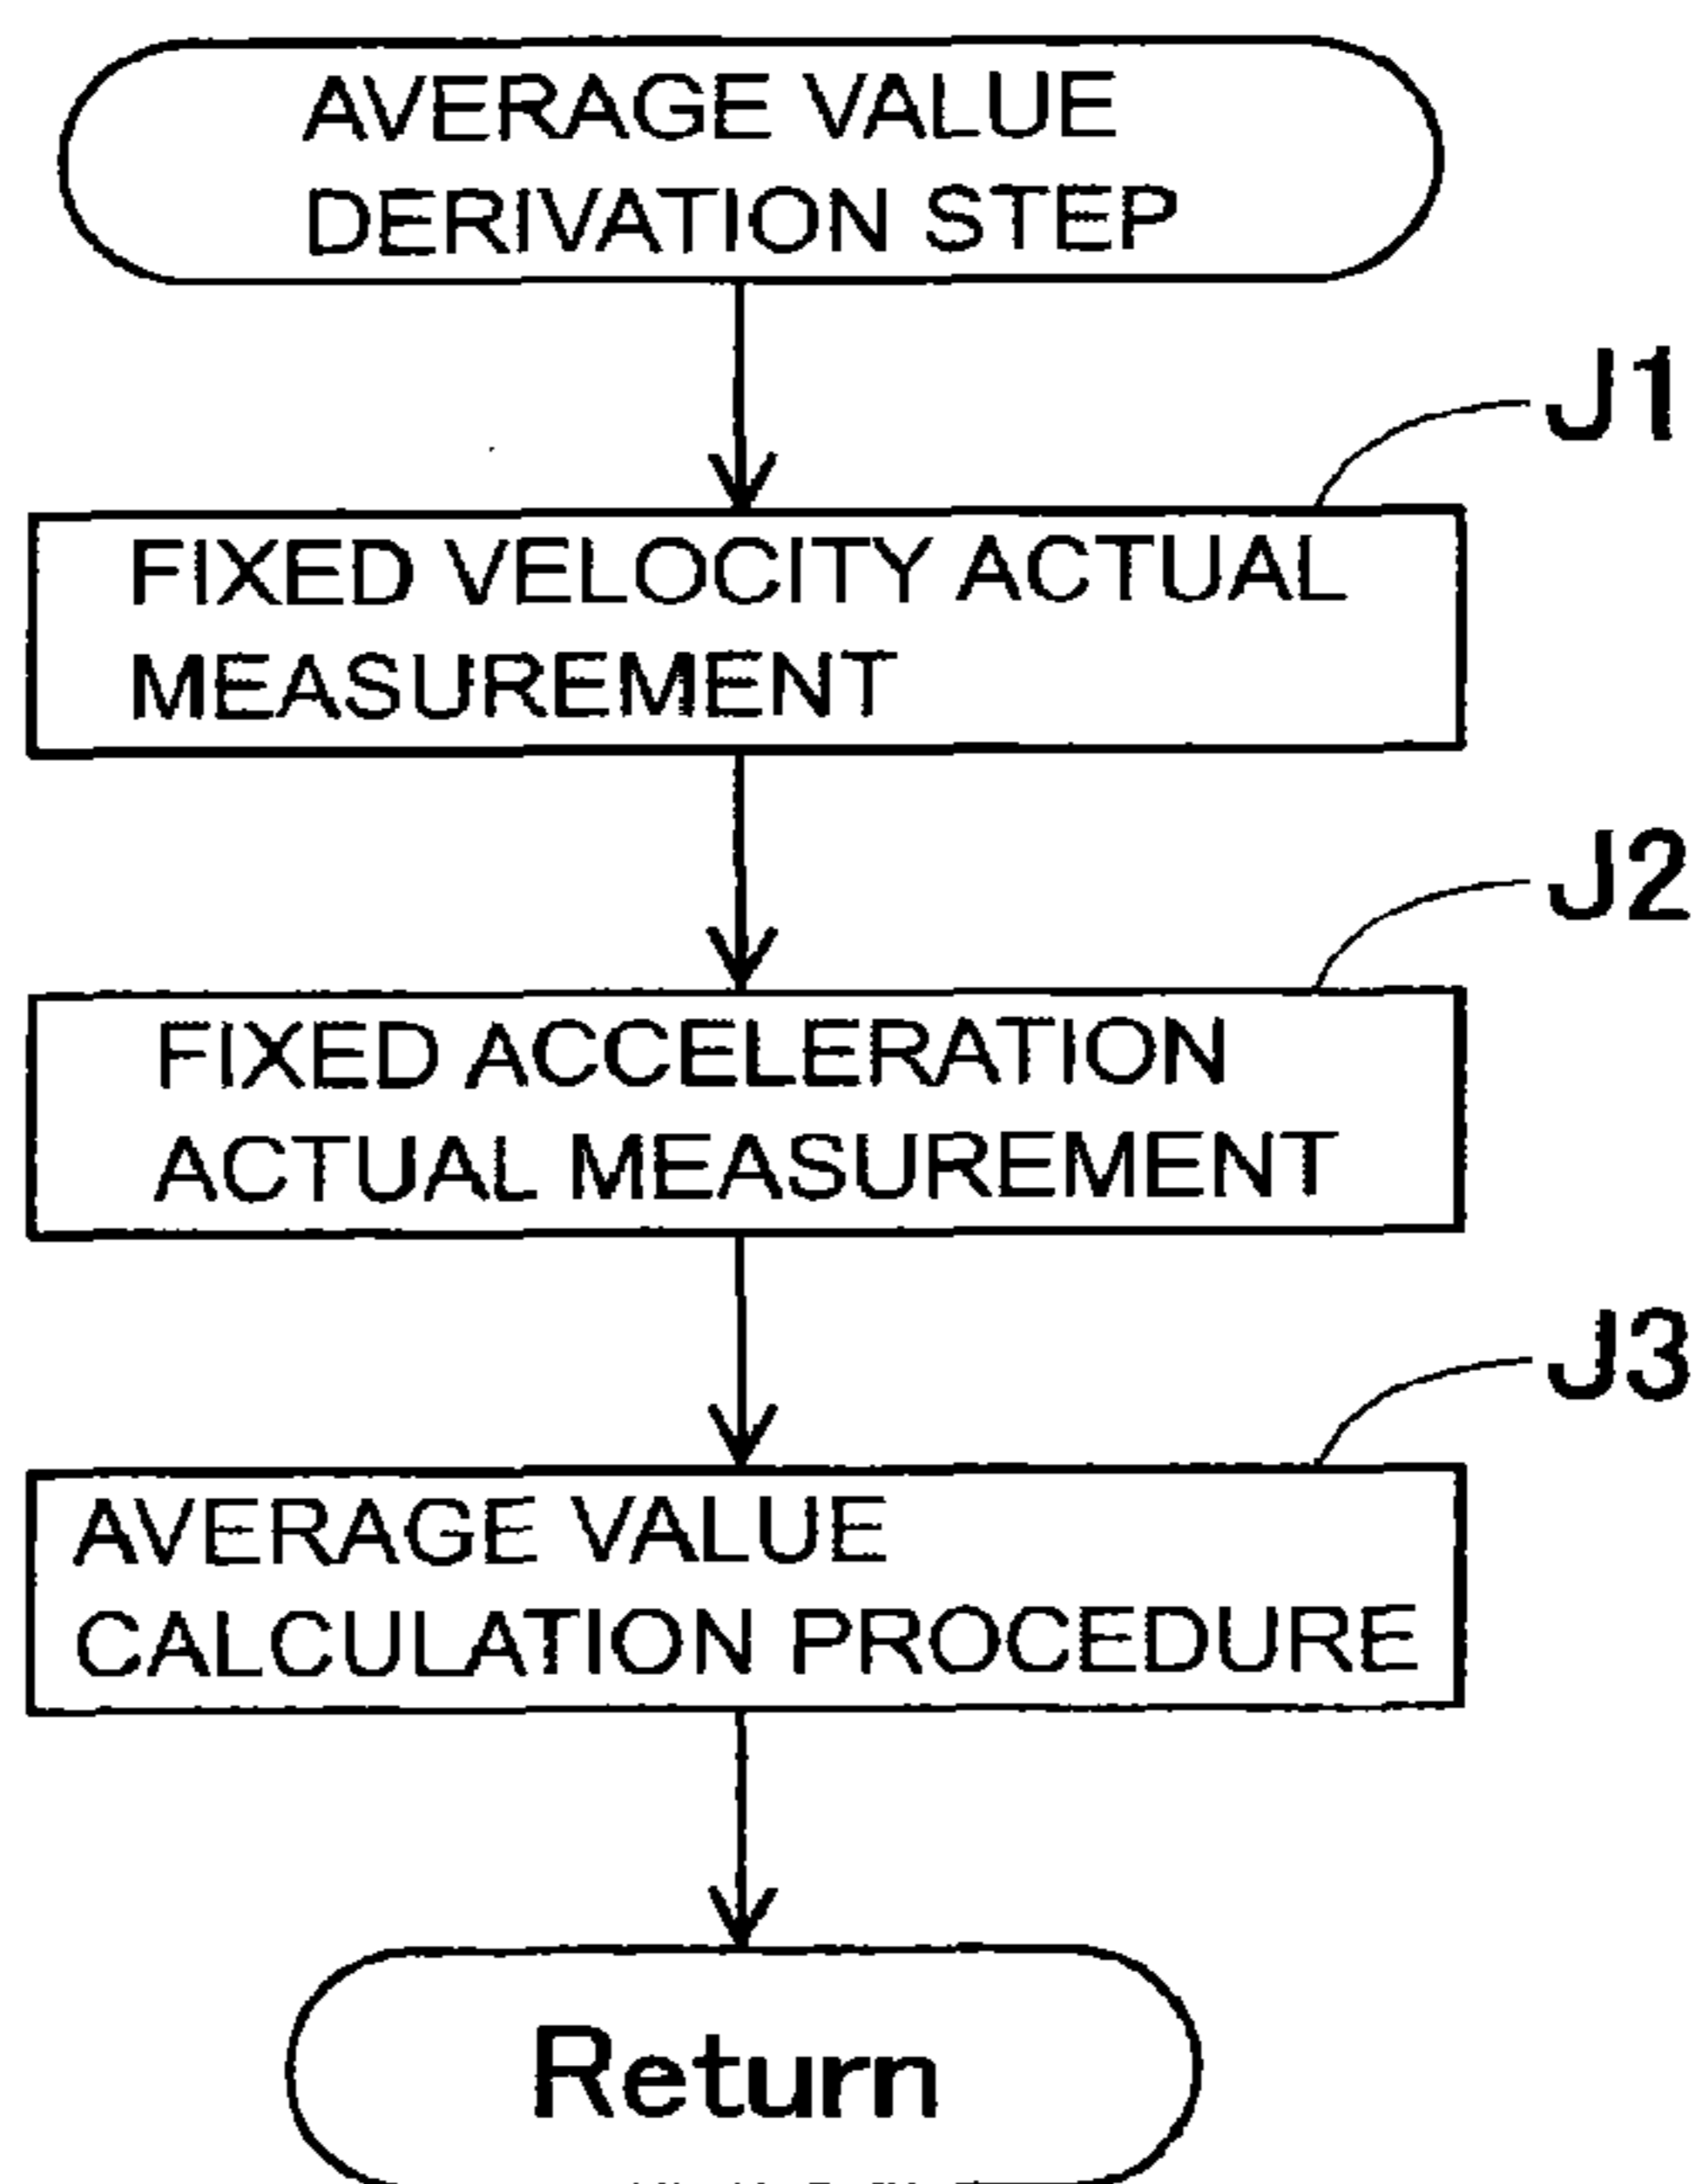 AVERAGE VALUE
DERIVATION STEP
J1
FIXED VELOCITY ACTUAL
MEASUREMENT
J2
FIXED ACCELERATION
ACTUAL MEASUREMENT
J3
AVERAGE VALUE
CALCULATION PROCEDURE
Return